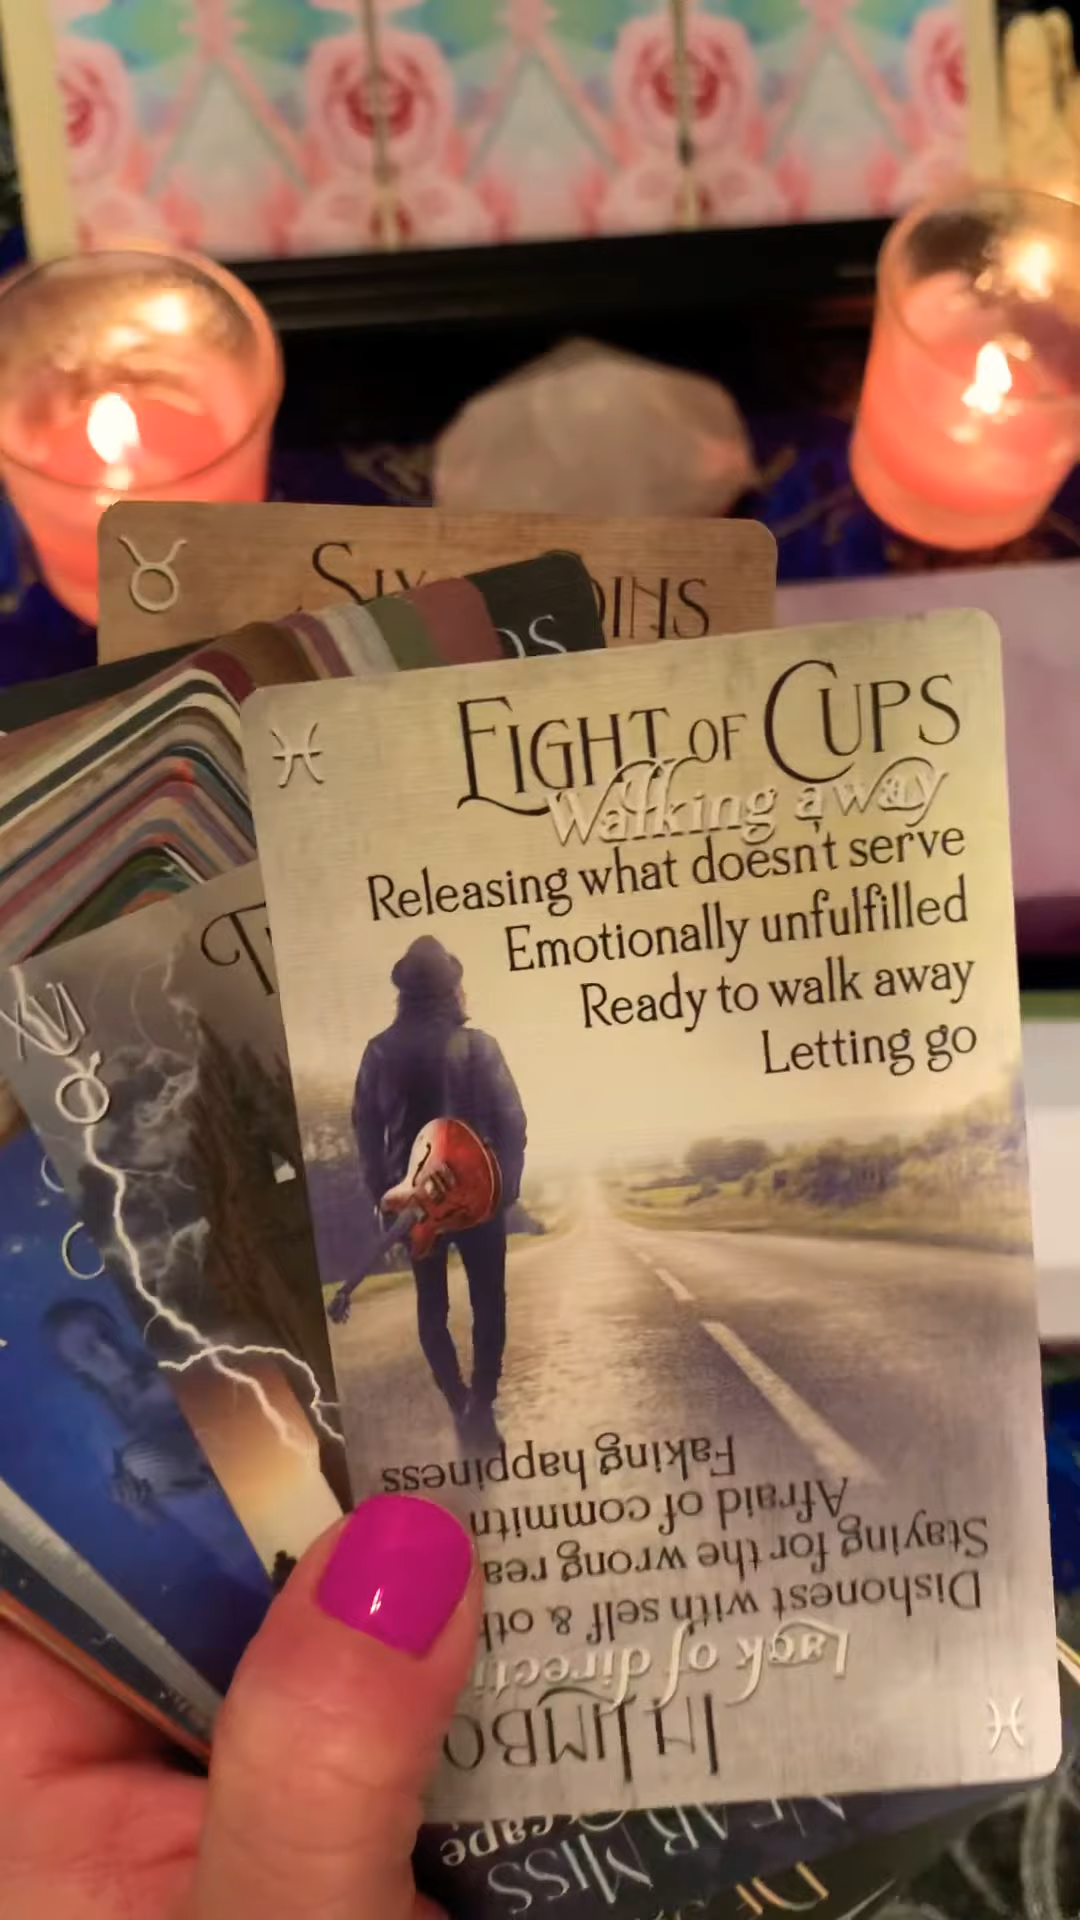 EIGHT OF CUPS
Walking away
Releasing what doesn't serve
Emotionally unfulfilled
Ready to walk away
Letting go
XVI
Faking happiness
Afraid of commitm
Staying for the wrong rea
Dishonest with self & oth
Lack of directi
IN LIMBO
NEAR MISS